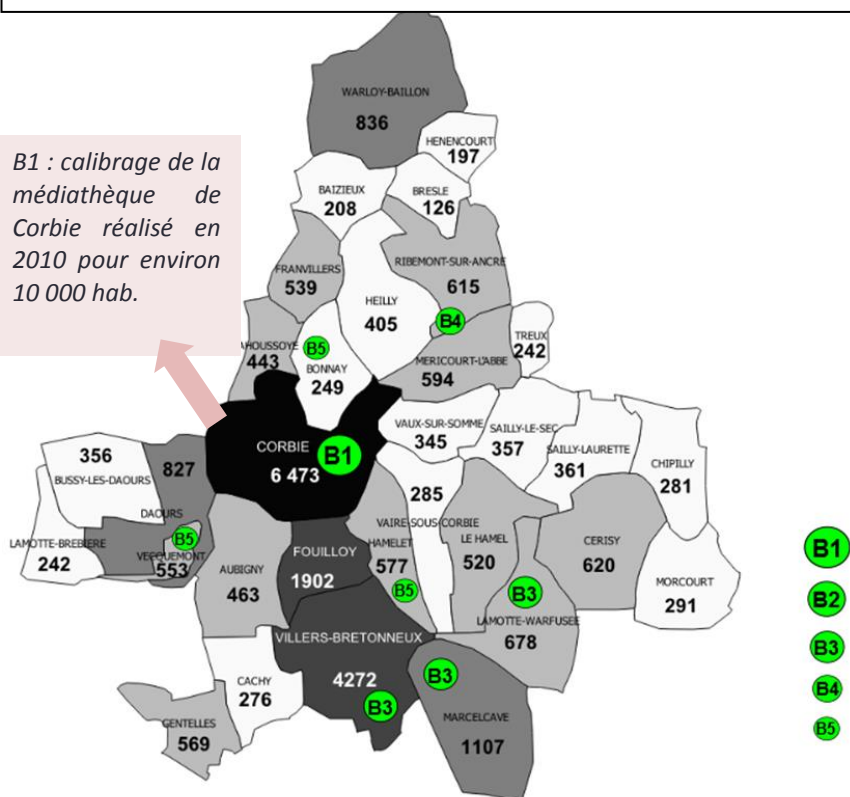 WARLOY-BAILLON
836
HENENCOURT
197
B1 : calibrage de la
médiathèque de
Corbie réalisé en
2010 pour environ
10 000 hab.
BAIZIEUX
208
BRESLE
126
FRANVILLERS
539
RIBEMONT-SUR-ANCRE
615
HEILLY
405
B4
TREUX
242
AHOUSSOYE
443
B5
BONNAY
249
MERICOURT-L'ABBE
594
VAUX-SUR-SOMME
345
SAILLY-LE-SEC
357
SAILLY-LAURETTE
361
CHIPILLY
281
CORBIE
6 473
B1
356
BUSSY-LES-DAOURS
827
DAOURS
285
VAIRE-SOUS-CORBIE
LAMOTTE-BREBIERE
242
B5
VECQUEMONT
553
AUBIGNY
463
FOUILLOY
1902
HAMELET
577
B5
LE HAMEL
520
CERISY
620
MORCOURT
291
B3
LAMOTTE-WARFUSEE
678
VILLERS-BRETONNEUX
4272
B3
CACHY
276
B3
MARCELCAVE
1107
GENTELLES
569
B1
B2
B3
B4
B5